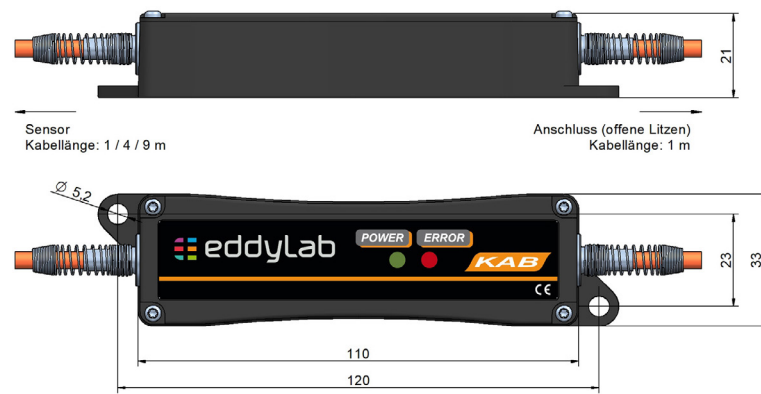 21
Sensor
Kabellänge: 1 / 4 / 9 m
Anschluss (offene Litzen)
Kabellänge: 1 m
Ø 5,2
eddyLab
POWER ERROR
KAB
CE
23
33
110
120